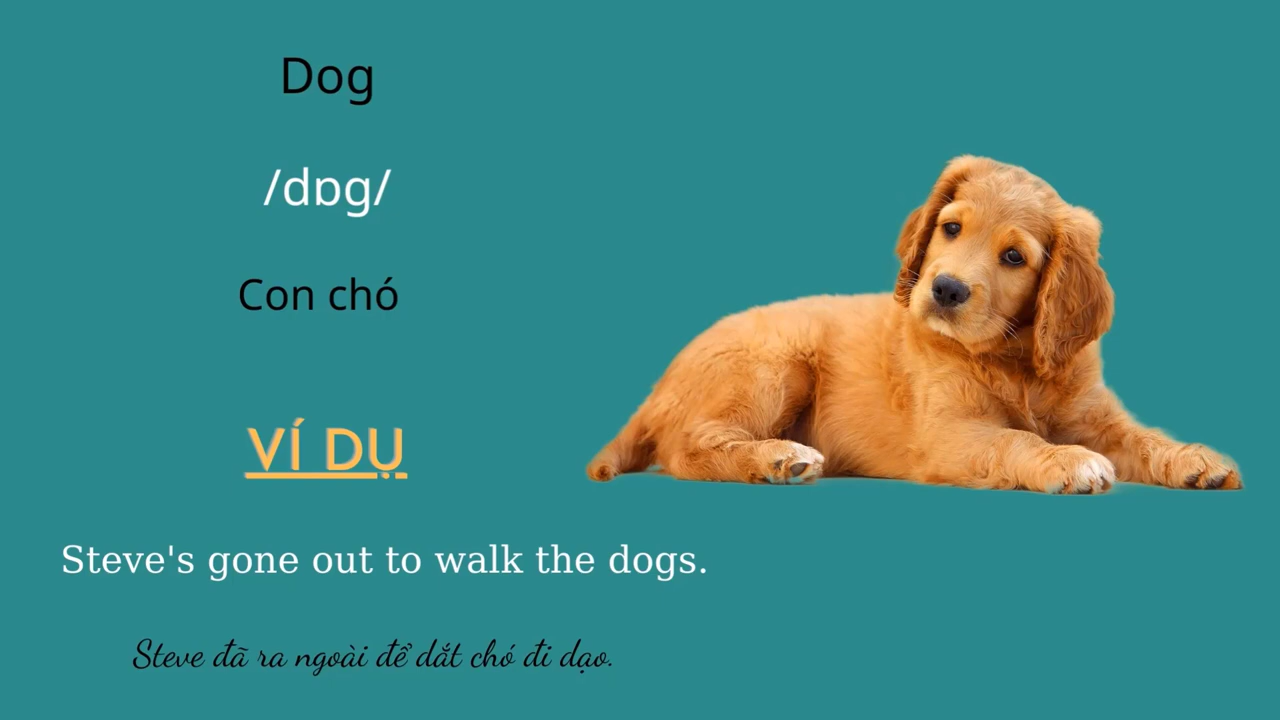 Dog
/dɒg/
Con chó
VÍ DỤ
Steve's gone out to walk the dogs.
Steve đã ra ngoài để dắt chó đi dạo.